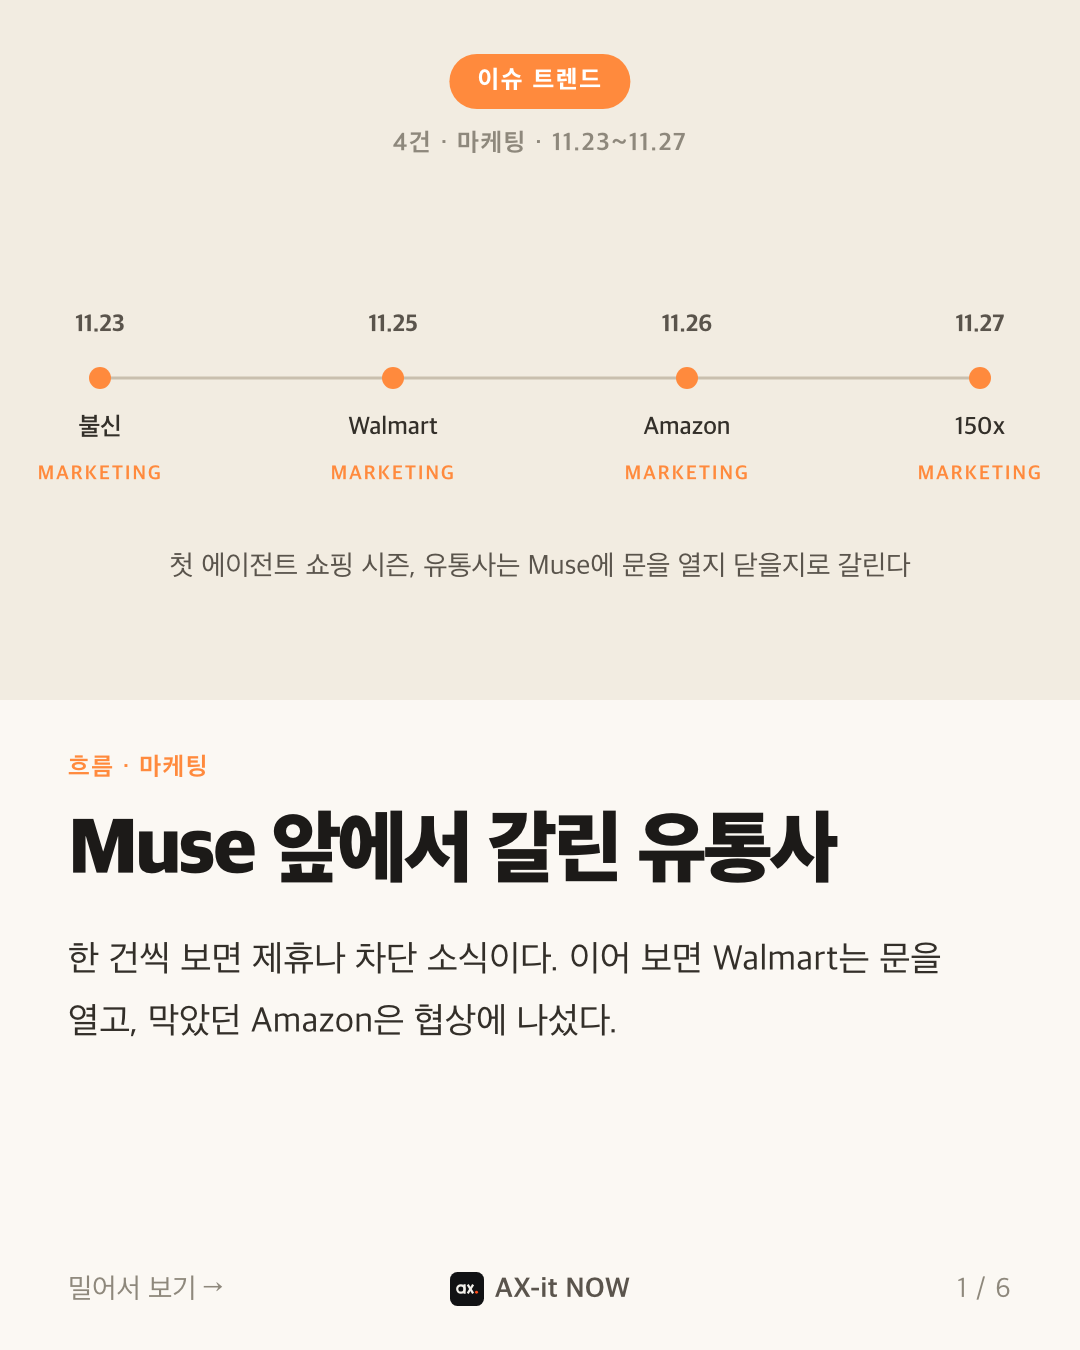 이슈 트렌드
4건 · 마케팅 · 11.23~11.27
11.23 11.25 11.26 11.27
불신 Walmart Amazon 150x
MARKETING MARKETING MARKETING MARKETING
첫 에이전트 쇼핑 시즌, 유통사는 Muse에 문을 열지 닫을지로 갈린다
흐름 · 마케팅
Muse 앞에서 갈린 유통사
한 건씩 보면 제휴나 차단 소식이다. 이어 보면 Walmart는 문을
열고, 막았던 Amazon은 협상에 나섰다.
밀어서 보기 → ax. AX-it NOW 1 / 6